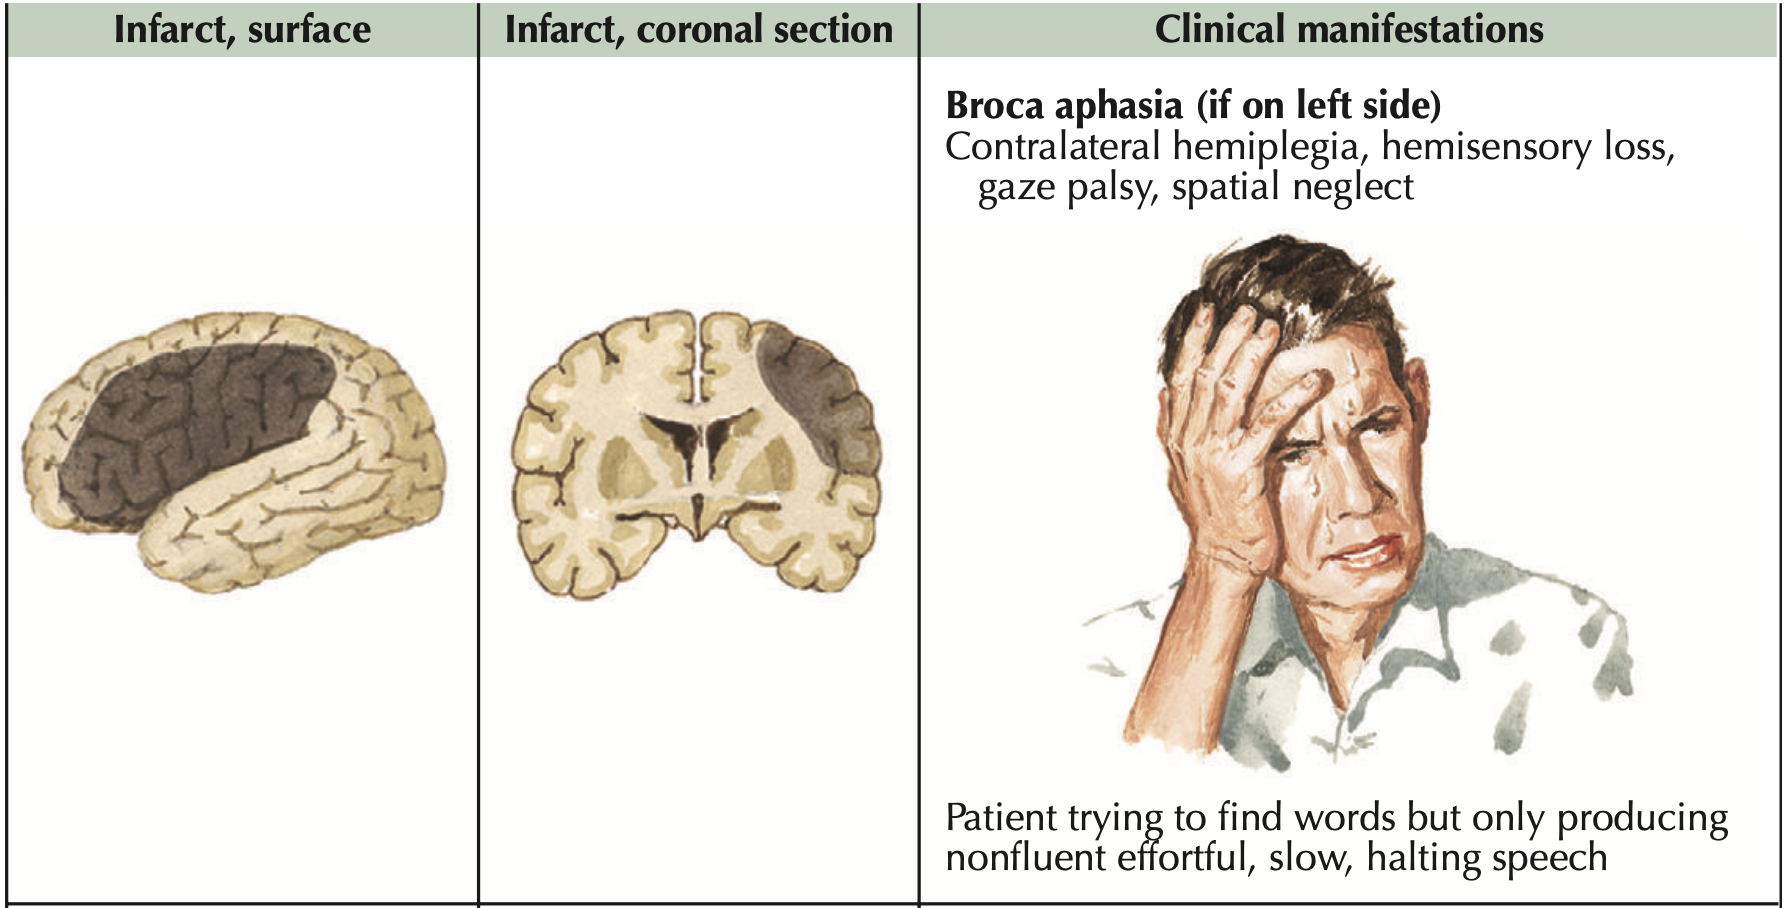 Infarct, surface
Infarct, coronal section
Clinical manifestations
Broca aphasia (if on left side)
Contralateral hemiplegia, hemisensory loss,
gaze palsy, spatial neglect
Patient trying to find words but only producing
nonfluent effortful, slow, halting speech